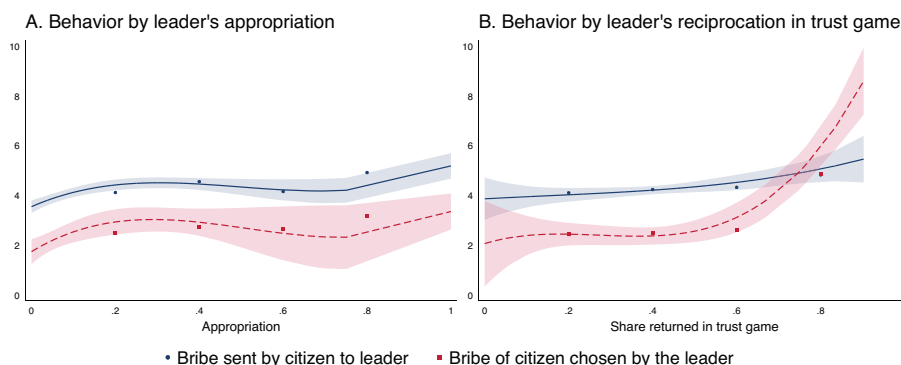 A. Behavior by leader's appropriation
10
8
6
4
2
0
0 .2 .4 .6 .8 1
Appropriation
B. Behavior by leader's reciprocation in trust game
10
8
6
4
2
0
0 .2 .4 .6 .8
Share returned in trust game
Bribe sent by citizen to leader
Bribe of citizen chosen by the leader